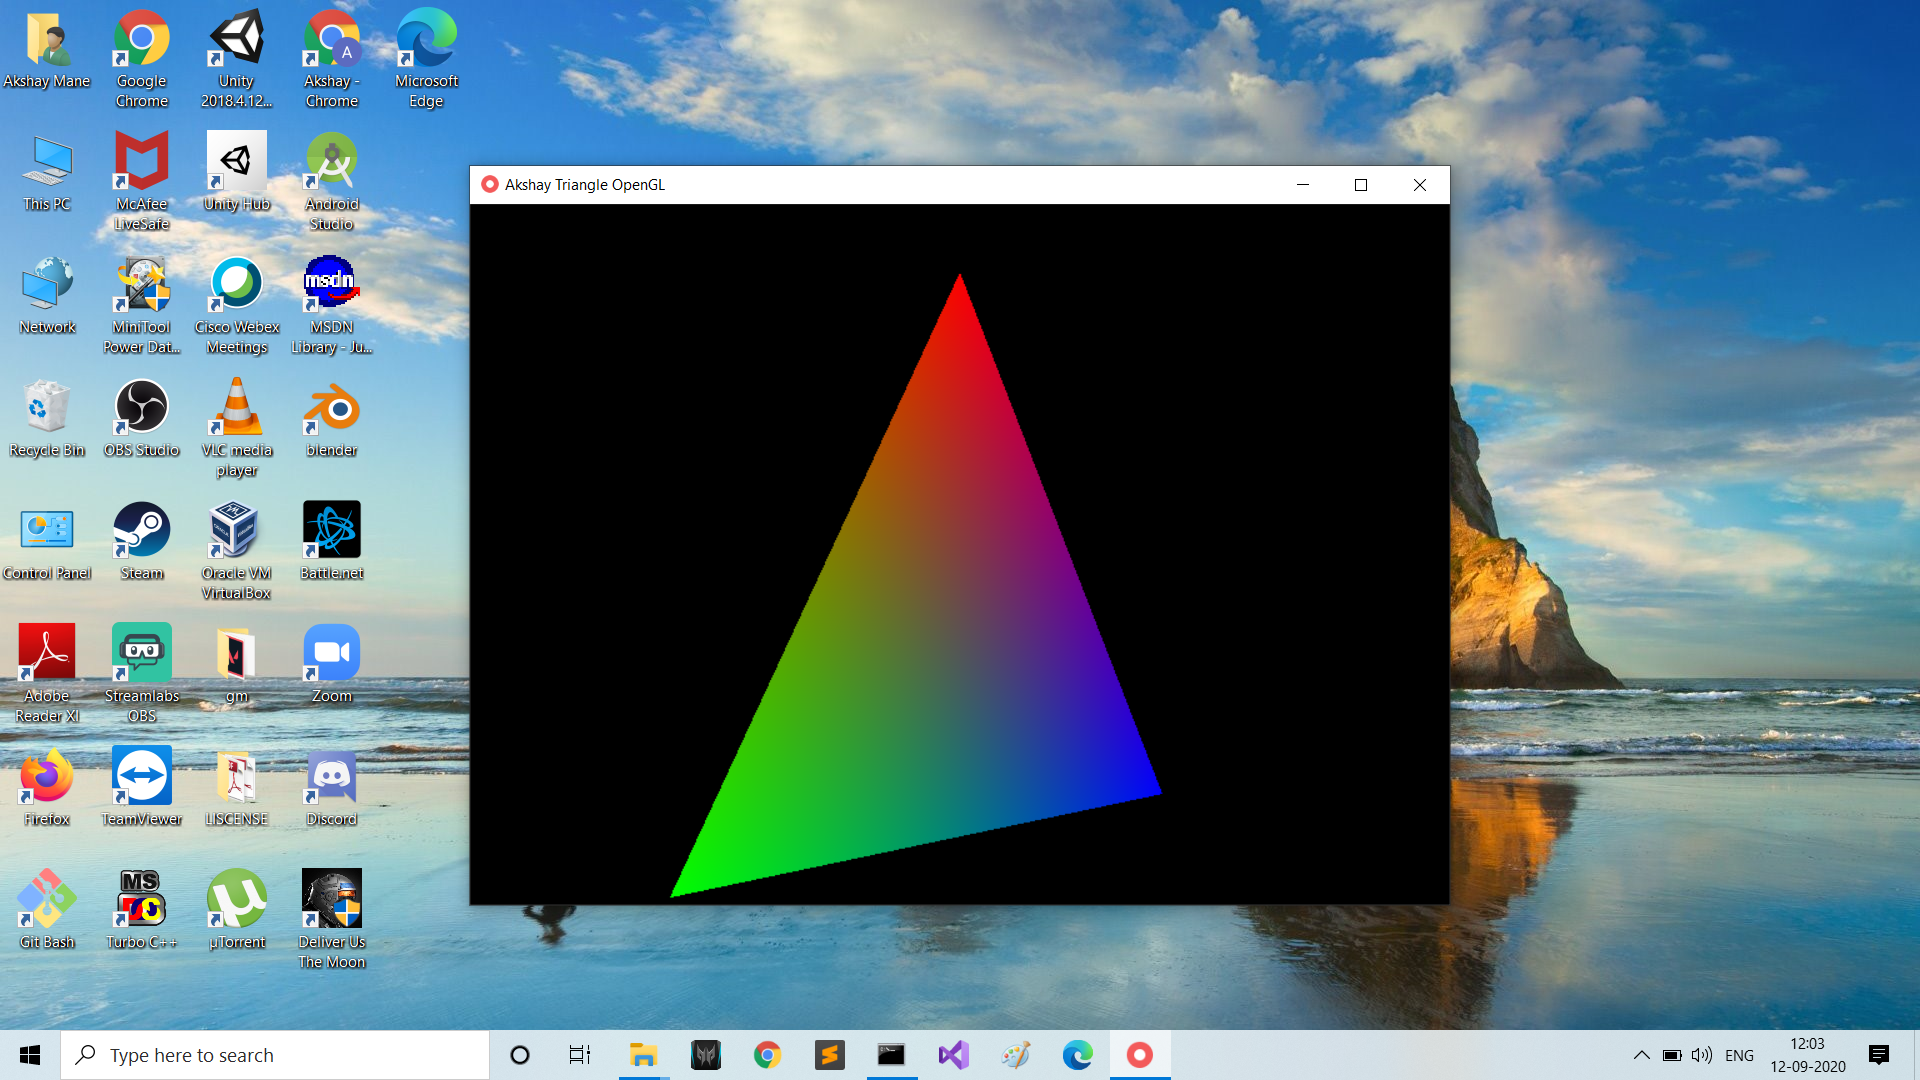 Akshay Mane
Google
Chrome
Unity
2018.4.12...
A
Akshay -
Chrome
Microsoft
Edge
This PC
McAfee
LiveSafe
Unity Hub
Android
Studio
Network
MiniTool
Power Dat...
Cisco Webex
Meetings
msdn
MSDN
Library - Ju...
Recycle Bin
OBS Studio
VLC media
player
blender
Control Panel
Steam
Oracle VM
VirtualBox
Battle.net
Adobe
Reader XI
Streamlabs
OBS
gm
Zoom
Firefox
TeamViewer
LISCENSE
Discord
Git Bash
MS
Turbo C++
µTorrent
Deliver Us
The Moon
Akshay Triangle OpenGL
Type here to search
ENG
12:03
12-09-2020